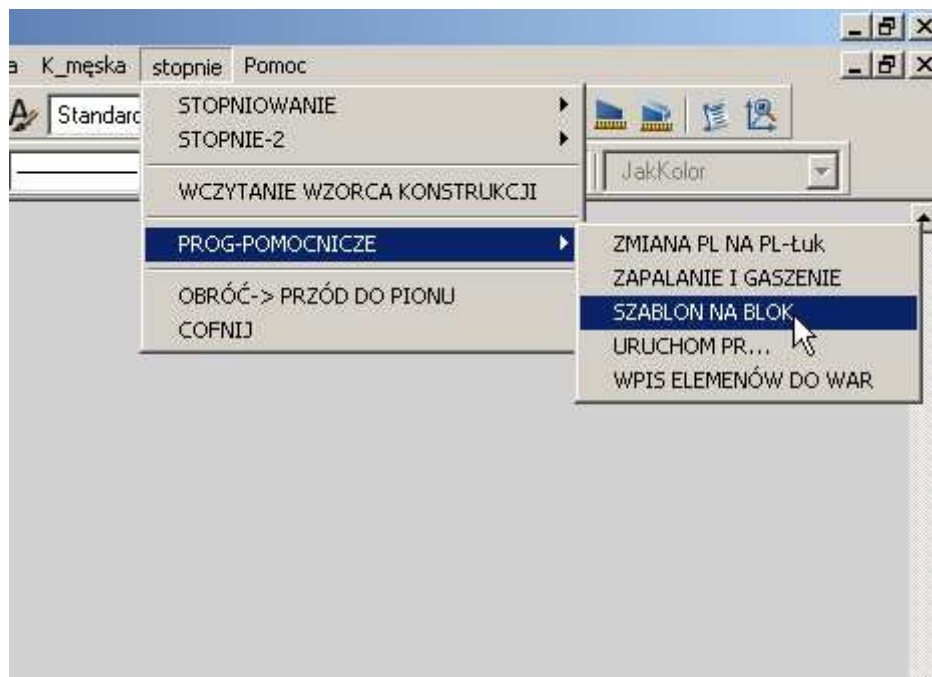 a K_męska stopnie Pomoc
Standard
STOPNIOWANIE
STOPNIE-2
JakKolor
WCZYTANIE WZORCA KONSTRUKCJI
PROG-POMOCNICZE
ZMIANA PL NA PL-Łuk
ZAPALANIE I GASZENIE
SZABLON NA BLOK
URUCHOM PR...
WPIS ELEMENÓW DO WAR
OBRÓĆ-> PRZÓD DO PIONU
COFNIJ